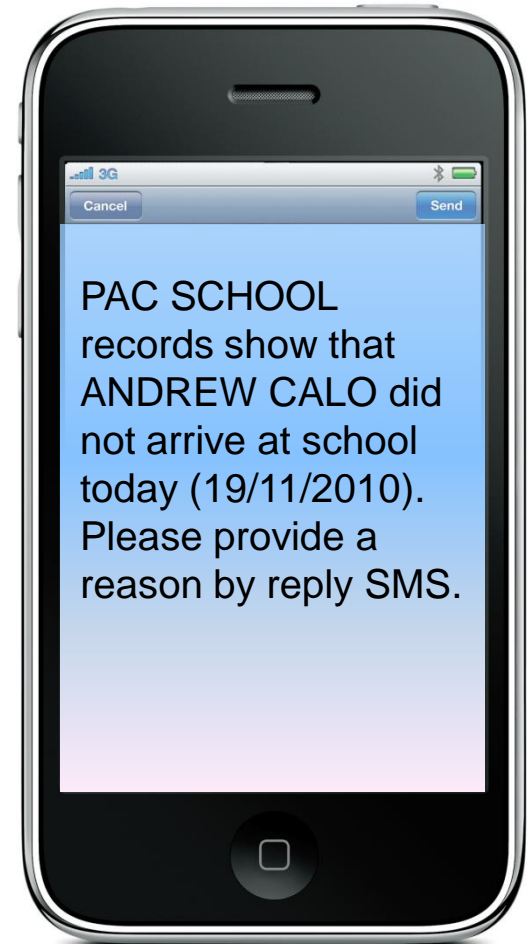 3G
Cancel
Send
PAC SCHOOL
records show that
ANDREW CALO did
not arrive at school
today (19/11/2010).
Please provide a
reason by reply SMS.